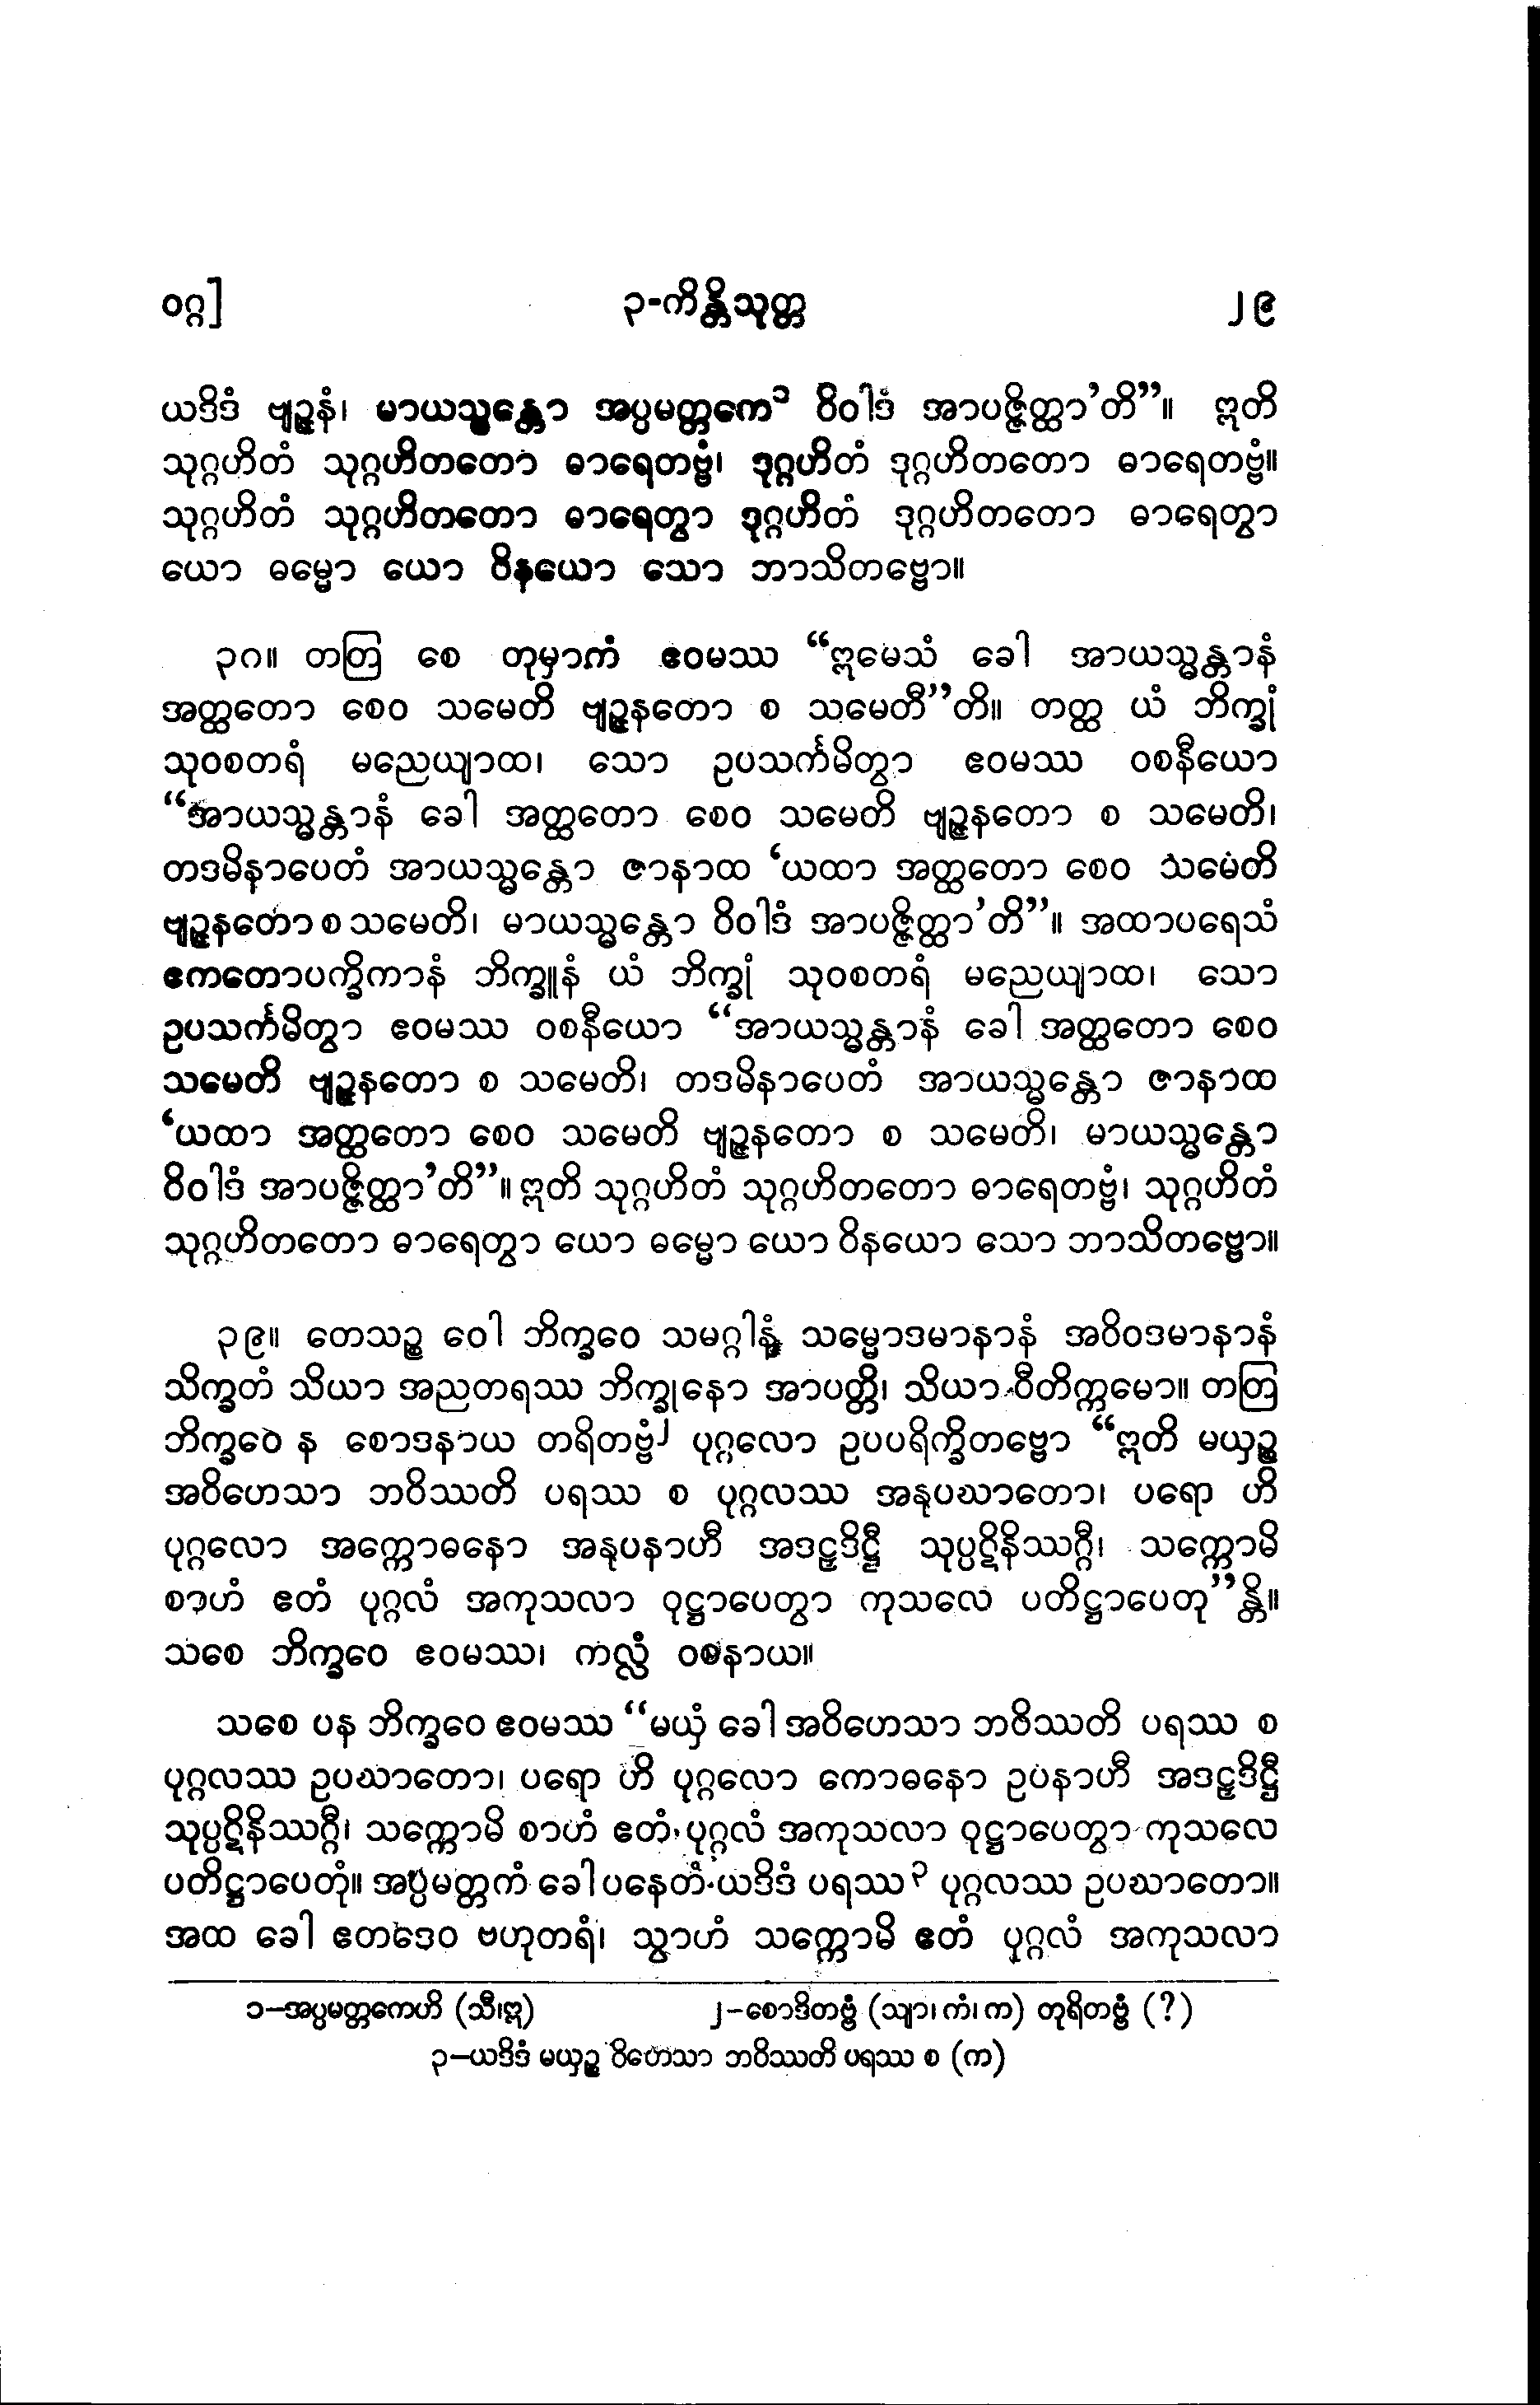 ဝဂ္ဂ] ၃-ကိန္တိသုတ္တ ၂၉
ယဒိဒံ ဗျဉ္ဇနံ၊ မာယသ္မန္တော အပ္ပမတ္တကေ၁ ဝိဝါဒံ အာပဇ္ဇိတ္ထာ’တိ”။ ဣတိ
သုဂ္ဂဟိတံ သုဂ္ဂဟိတတော ဓာရေတဗ္ဗံ၊ ဒုဂ္ဂဟိတံ ဒုဂ္ဂဟိတတော ဓာရေတဗ္ဗံ။
သုဂ္ဂဟိတံ သုဂ္ဂဟိတတော ဓာရေတွာ ဒုဂ္ဂဟိတံ ဒုဂ္ဂဟိတတော ဓာရေတွာ
ယော ဓမ္မော ယော ဝိနယော သော ဘာသိတဗ္ဗော။
၃၈။ တတြ စေ တုမှာကံ ဧဝမဿ “ဣမေသံ ခေါ အာယသ္မန္တာနံ
အတ္ထတော စေဝ သမေတိ ဗျဉ္ဇနတော စ သမေတီ”တိ။ တတ္ထ ယံ ဘိက္ခုံ
သုဝစတရံ မညေယျာထ၊ သော ဥပသင်္ကမိတွာ ဧဝမဿ ဝစနီယော
“အာယသ္မန္တာနံ ခေါ အတ္ထတော စေဝ သမေတိ ဗျဉ္ဇနတော စ သမေတိ၊
တဒမိနာပေတံ အာယသ္မန္တော ဇာနာထ ‘ယထာ အတ္ထတော စေဝ သမေတိ
ဗျဉ္ဇနတော စ သမေတိ၊ မာယသ္မန္တော ဝိဝါဒံ အာပဇ္ဇိတ္ထာ’တိ”။ အထာပရေသံ
ဧကတောပက္ခိကာနံ ဘိက္ခူနံ ယံ ဘိက္ခုံ သုဝစတရံ မညေယျာထ၊ သော
ဥပသင်္ကမိတွာ ဧဝမဿ ဝစနီယော “အာယသ္မန္တာနံ ခေါ အတ္ထတော စေဝ
သမေတိ ဗျဉ္ဇနတော စ သမေတိ၊ တဒမိနာပေတံ အာယသ္မန္တော ဇာနာထ
‘ယထာ အတ္ထတော စေဝ သမေတိ ဗျဉ္ဇနတော စ သမေတိ၊ မာယသ္မန္တော
ဝိဝါဒံ အာပဇ္ဇိတ္ထာ’တိ”။ ဣတိ သုဂ္ဂဟိတံ သုဂ္ဂဟိတတော ဓာရေတဗ္ဗံ၊ သုဂ္ဂဟိတံ
သုဂ္ဂဟိတတော ဓာရေတွာ ယော ဓမ္မော ယော ဝိနယော သော ဘာသိတဗ္ဗော။
၃၉။ တေသဉ္စ ဝေါ ဘိက္ခဝေ သမဂ္ဂါနံ သမ္မောဒမာနာနံ အဝိဝဒမာနာနံ
သိက္ခတံ သိယာ အညတရဿ ဘိက္ခုနော အာပတ္တိ၊ သိယာ ဝီတိက္ကမော။ တတြ
ဘိက္ခဝေ န စောဒနာယ တရိတဗ္ဗံ၂ ပုဂ္ဂလော ဥပပရိက္ခိတဗ္ဗော “ဣတိ မယှဉ္စ
အဝိဟေသာ ဘဝိဿတိ ပရဿ စ ပုဂ္ဂလဿ အနုပဃာတော၊ ပရော ဟိ
ပုဂ္ဂလော အက္ကောဓနော အနုပနာဟီ အဒဠှဒိဋ္ဌီ သုပ္ပဋိနိဿဂ္ဂီ၊ သက္ကောမိ
စာဟံ ဧတံ ပုဂ္ဂလံ အကုသလာ ဝုဋ္ဌာပေတွာ ကုသလေ ပတိဋ္ဌာပေတု”န္တိ။
သစေ ဘိက္ခဝေ ဧဝမဿ၊ ကလ္လံ ဝစနာယ။
သစေ ပန ဘိက္ခဝေ ဧဝမဿ “မယှံ ခေါ အဝိဟေသာ ဘဝိဿတိ ပရဿ စ
ပုဂ္ဂလဿ ဥပဃာတော၊ ပရော ဟိ ပုဂ္ဂလော ကောဓနော ဥပနာဟီ အဒဠှဒိဋ္ဌီ
သုပ္ပဋိနိဿဂ္ဂီ၊ သက္ကောမိ စာဟံ ဧတံ ပုဂ္ဂလံ အကုသလာ ဝုဋ္ဌာပေတွာ ကုသလေ
ပတိဋ္ဌာပေတုံ။ အပ္ပမတ္တကံ ခေါ ပနေတံ ယဒိဒံ ပရဿ၃ ပုဂ္ဂလဿ ဥပဃာတော။
အထ ခေါ ဧတဒေဝ ဗဟုတရံ၊ သွာဟံ သက္ကောမိ ဧတံ ပုဂ္ဂလံ အကုသလာ
၁–အပ္ပမတ္တကေဟိ (သီ၊ဣ) ၂–စောဒိတဗ္ဗံ (သျာ၊ ကံ၊ က) တုရိတဗ္ဗံ (?)
၃–ယဒိဒံ မယှဉ္စ ဝိဟေသာ ဘဝိဿတိ ပရဿ စ (က)